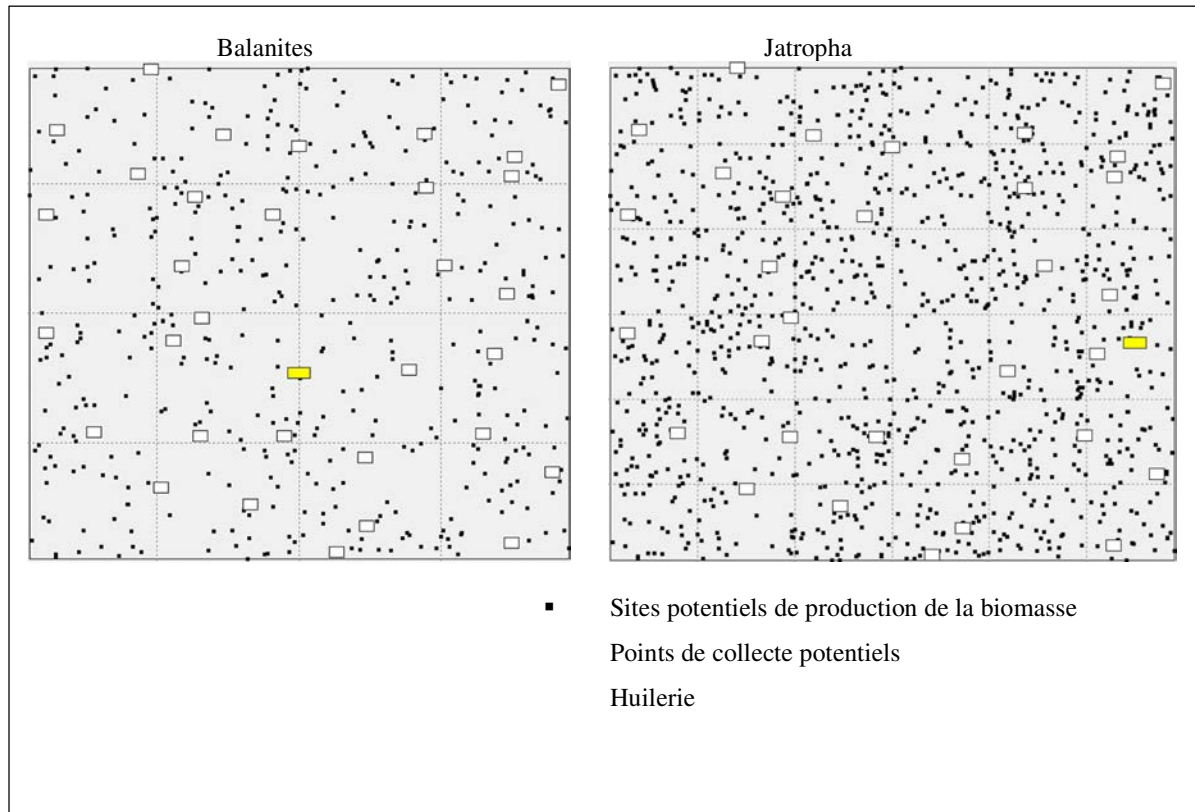 Balanites
Jatropha
Sites potentiels de production de la biomasse
Points de collecte potentiels
Huilerie